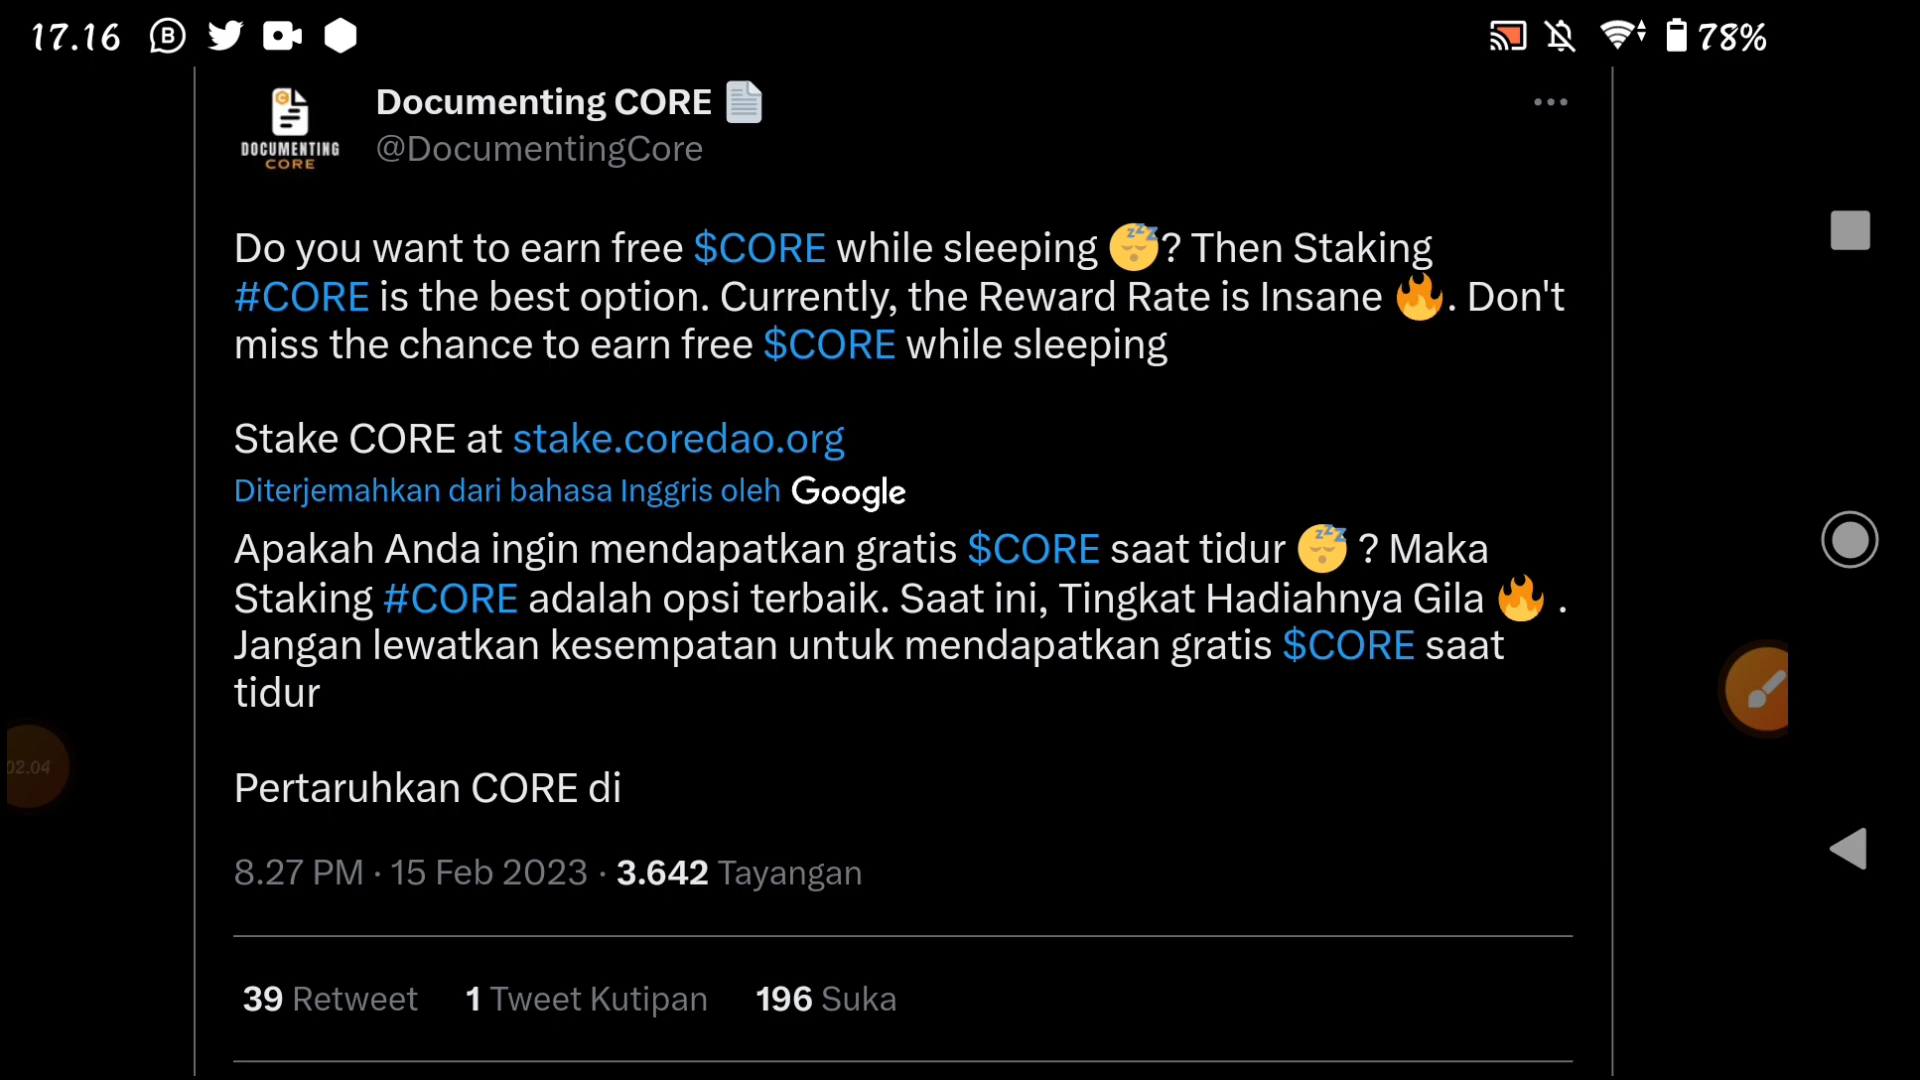 17.16
78%
Documenting CORE
@DocumentingCore
DOCUMENTING
CORE
Do you want to earn free $CORE while sleeping 😴? Then Staking
#CORE is the best option. Currently, the Reward Rate is Insane 🔥. Don't
miss the chance to earn free $CORE while sleeping
Stake CORE at stake.coredao.org
Diterjemahkan dari bahasa Inggris oleh Google
Apakah Anda ingin mendapatkan gratis $CORE saat tidur 😴 ? Maka
Staking #CORE adalah opsi terbaik. Saat ini, Tingkat Hadiahnya Gila 🔥 .
Jangan lewatkan kesempatan untuk mendapatkan gratis $CORE saat
tidur
02.04
Pertaruhkan CORE di
8.27 PM · 15 Feb 2023 · 3.642 Tayangan
39 Retweet 1 Tweet Kutipan 196 Suka